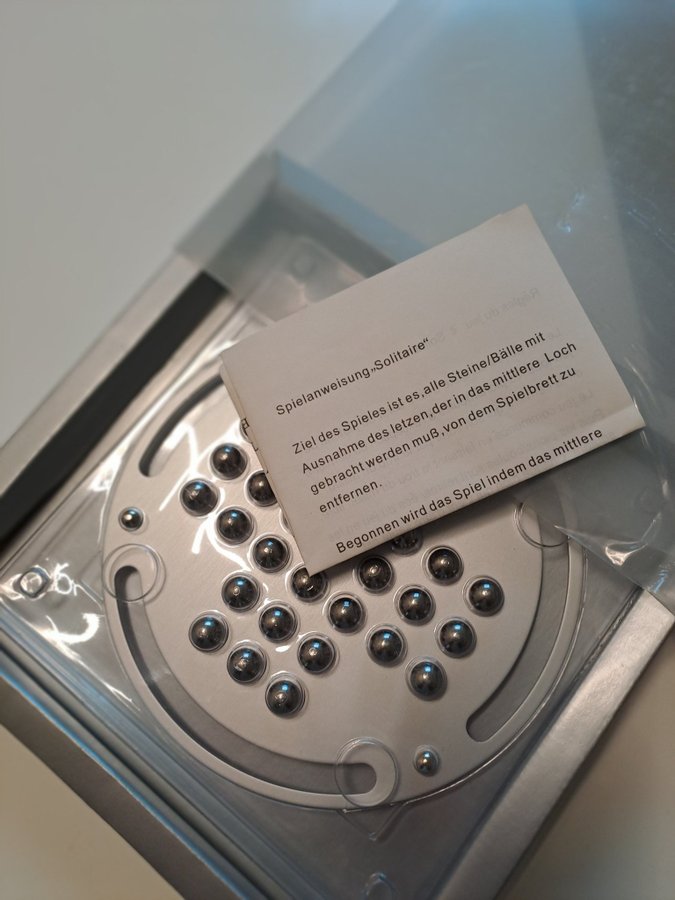 Spielanweisung„Solitaire“
Ziel des Spieles ist es,alle Steine/Bälle mit
Ausnahme des letzen,der in das mittlere Loch
gebracht werden muß,von dem Spielbrett zu
entfernen.
Begonnen wird das Spiel indem das mittlere